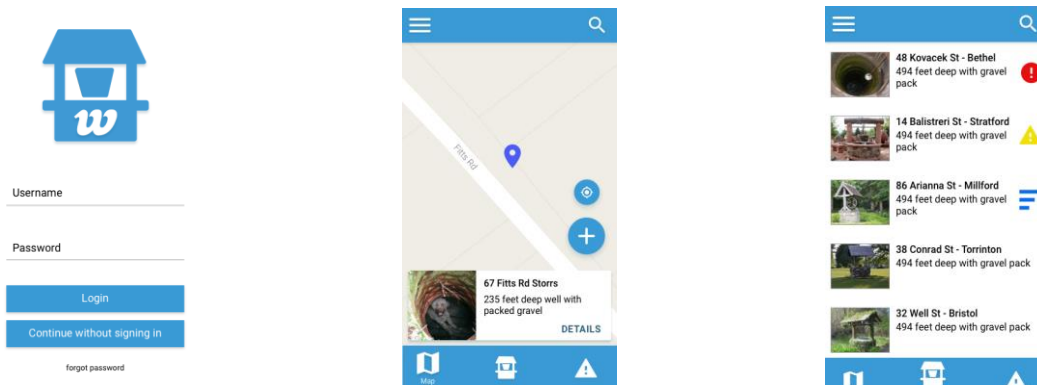 w
Username
Password
Login
Continue without signing in
forgot password
Fitts Rd
67 Fitts Rd Storrs
235 feet deep well with
packed gravel
DETAILS
Map
48 Kovacek St - Bethel
494 feet deep with gravel
pack
14 Balistreri St - Stratford
494 feet deep with gravel
pack
86 Arianna St - Millford
494 feet deep with gravel
pack
38 Conrad St - Torrinton
494 feet deep with gravel pack
32 Well St - Bristol
494 feet deep with gravel pack